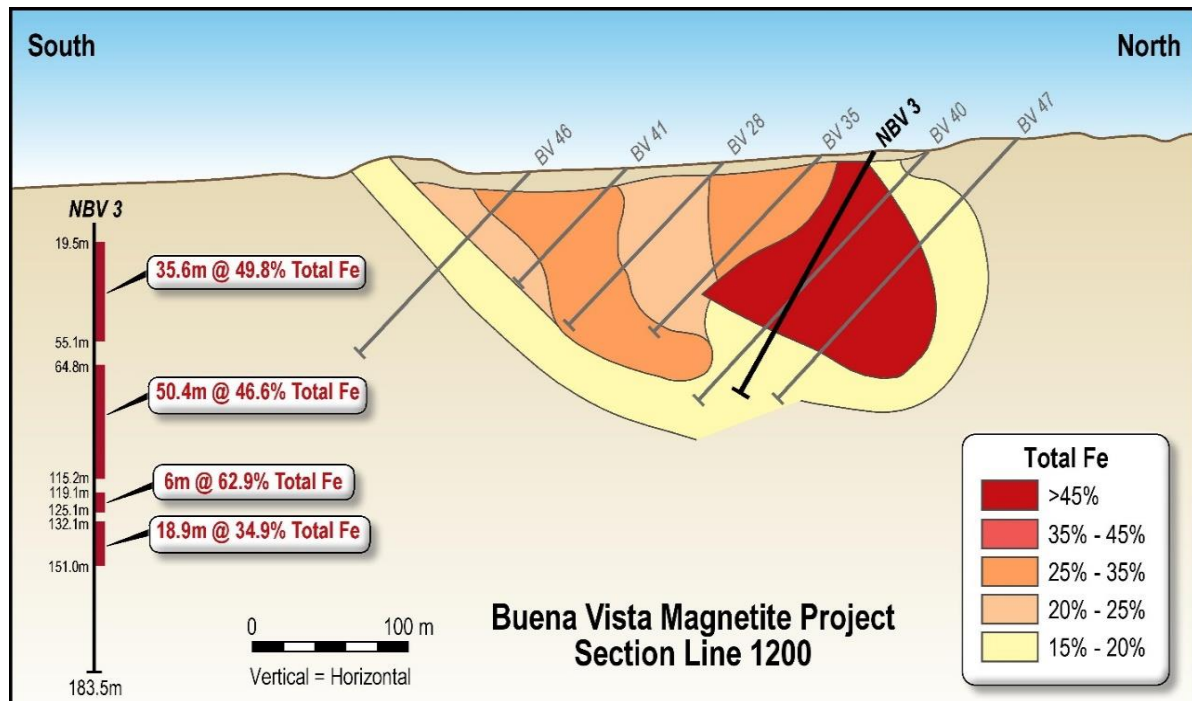 South
North
BV 46
BV 41
BV 28
BV 35
NBV 3
BV 40
BV 47
NBV 3
19.5m
35.6m @ 49.8% Total Fe
55.1m
64.8m
50.4m @ 46.6% Total Fe
115.2m
119.1m
6m @ 62.9% Total Fe
125.1m
132.1m
18.9m @ 34.9% Total Fe
151.0m
183.5m
0 100 m
Vertical = Horizontal
Buena Vista Magnetite Project
Section Line 1200
Total Fe
>45%
35% - 45%
25% - 35%
20% - 25%
15% - 20%